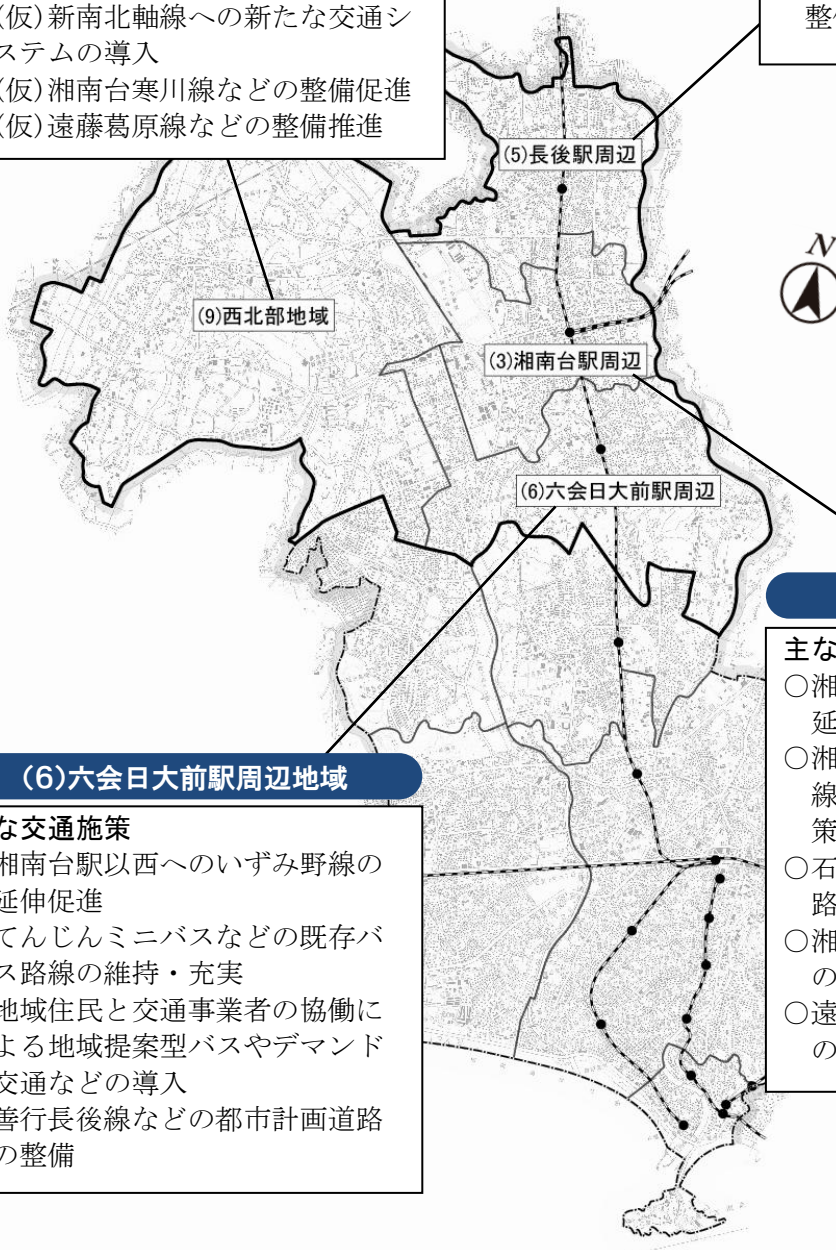 (仮)新南北軸線への新たな交通シ
ステムの導入
(仮)湘南台寒川線などの整備促進
(仮)遠藤葛原線などの整備推進
整
(5)長後駅周辺
N
(9)西北部地域
(3)湘南台駅周辺
(6)六会日大前駅周辺
(6)六会日大前駅周辺地域
な交通施策
湘南台駅以西へのいずみ野線の
延伸促進
てんじんミニバスなどの既存バ
ス路線の維持・充実
地域住民と交通事業者の協働に
よる地域提案型バスやデマンド
交通などの導入
善行長後線などの都市計画道路
の整備
主な
○湘
延
○湘
線
策
○石
路
○湘
の
○遠
の